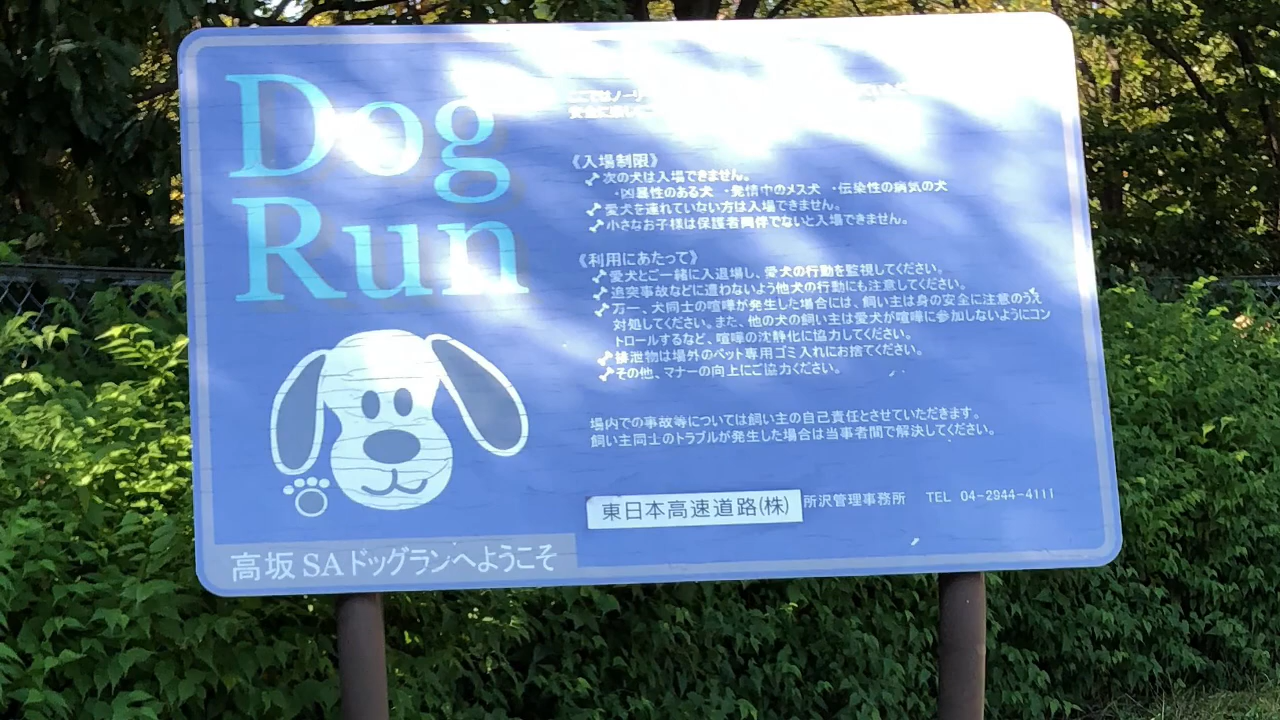 Dog
Run
ここではノーリ
《入場制限》
次の犬は入場できません。
・凶暴性のある犬 ・発情中のメス犬 ・伝染性の病気の犬
愛犬を連れていない方は入場できません。
小さなお子様は保護者同伴でないと入場できません。
《利用にあたって》
愛犬とご一緒に入退場し、愛犬の行動を監視してください。
追突事故などに遭わないよう他犬の行動にも注意してください。
万一、犬同士の喧嘩が発生した場合には、飼い主は身の安全に注意のうえ
対処してください。また、他の犬の飼い主は愛犬が喧嘩に参加しないようにコン
トロールするなど、喧嘩の沈静化に協力してください。
排泄物は場外のペット専用ゴミ入れにお捨てください。
その他、マナーの向上にご協力ください。
場内での事故等については飼い主の自己責任とさせていただきます。
飼い主同士のトラブルが発生した場合は当事者間で解決してください。
東日本高速道路(株) 所沢管理事務所 TEL 04-2944-4111
高坂SAドッグランへようこそ